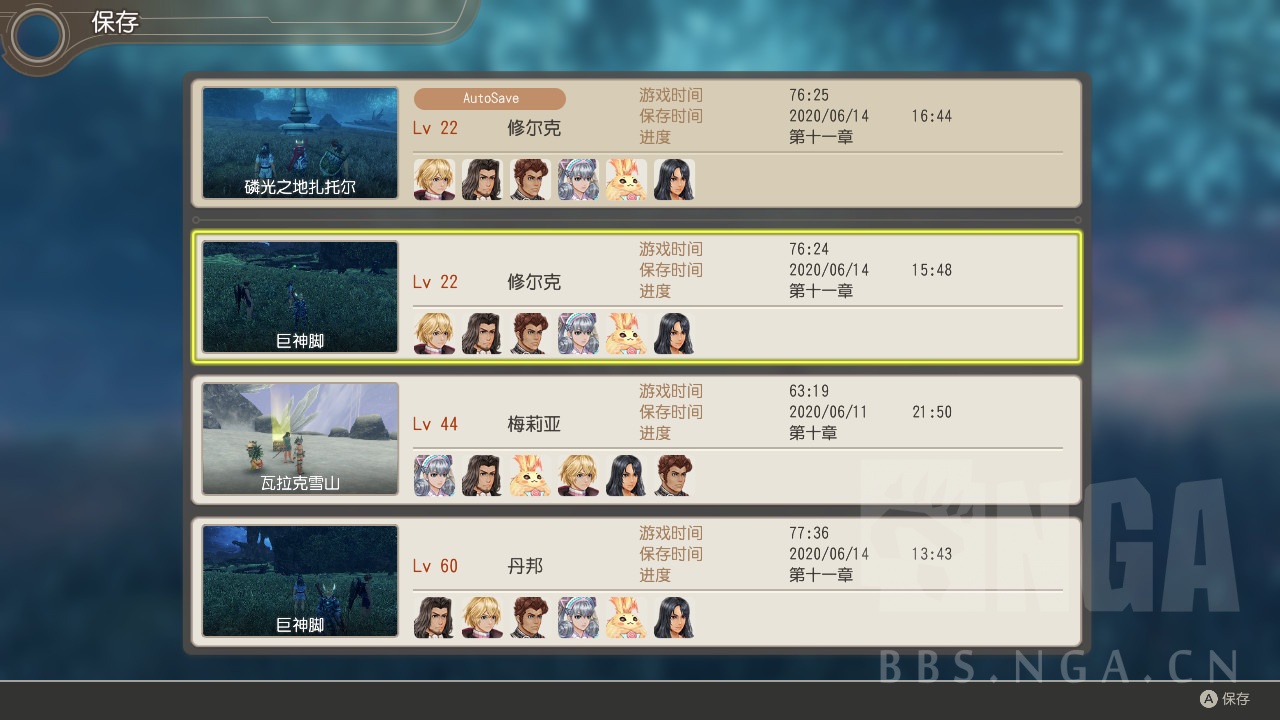 保存
AutoSave
Lv 22 修尔克
游戏时间 76:25
保存时间 2020/06/14 16:44
进度 第十一章
磷光之地扎托尔
Lv 22 修尔克
游戏时间 76:24
保存时间 2020/06/14 15:48
进度 第十一章
巨神脚
Lv 44 梅莉亚
游戏时间 63:19
保存时间 2020/06/11 21:50
进度 第十章
瓦拉克雪山
Lv 60 丹邦
游戏时间 77:36
保存时间 2020/06/14 13:43
进度 第十一章
巨神脚
NGA
BBS.NGA.CN
A 保存